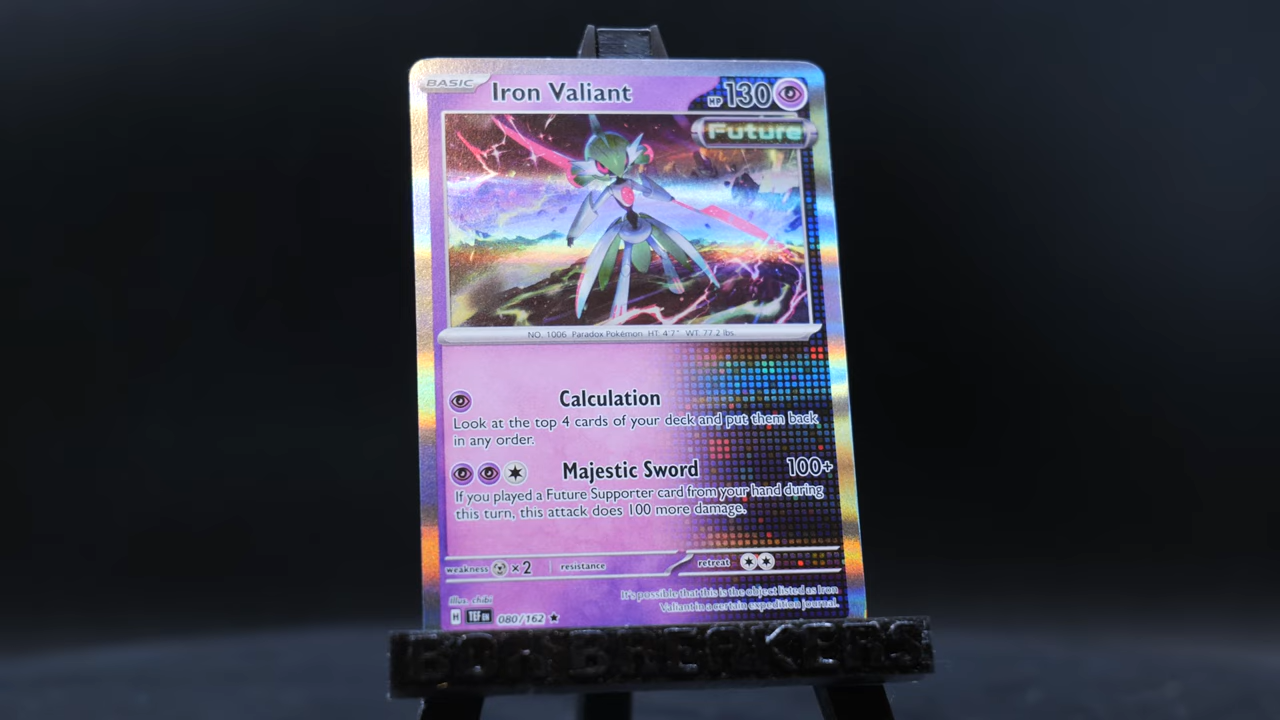 BASIC Iron Valiant HP 130
Future
NO. 1006 Paradox Pokémon HT: 4'7" WT: 77.2 lbs
Calculation
Look at the top 4 cards of your deck and put them back
in any order.
Majestic Sword 100+
If you played a Future Supporter card from your hand during
this turn, this attack does 100 more damage.
weakness ×2 resistance retreat
It's possible that this is the object listed as Iron
Valiant in a certain expedition journal.
Illus. chibi
H TEF EN 080/162 ★
BOX BREAKERS